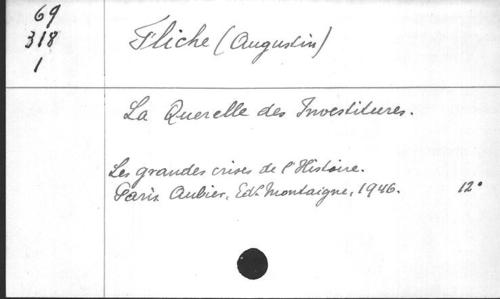 69
318
1
Fliche (Augustin)
La Querelle des Investitures.
Les grandes crises de l'Histoire.
Paris Aubier, Ed. Montaigne, 1946. 12°